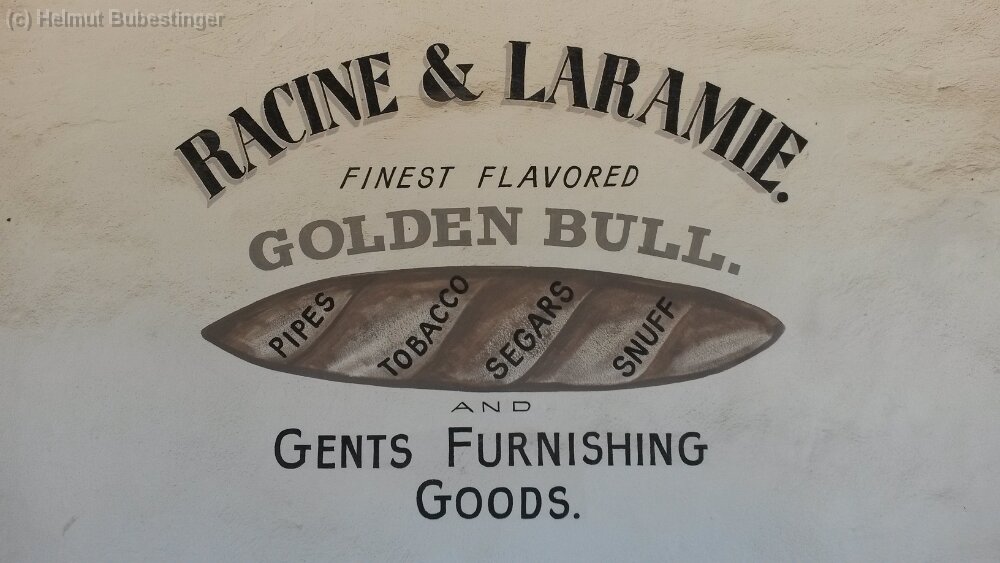 (c) Helmut Bubestinger
RACINE & LARAMIE.
FINEST FLAVORED
GOLDEN BULL.
PIPES
TOBACCO
SEGARS
SNUFF
AND
GENTS FURNISHING
GOODS.